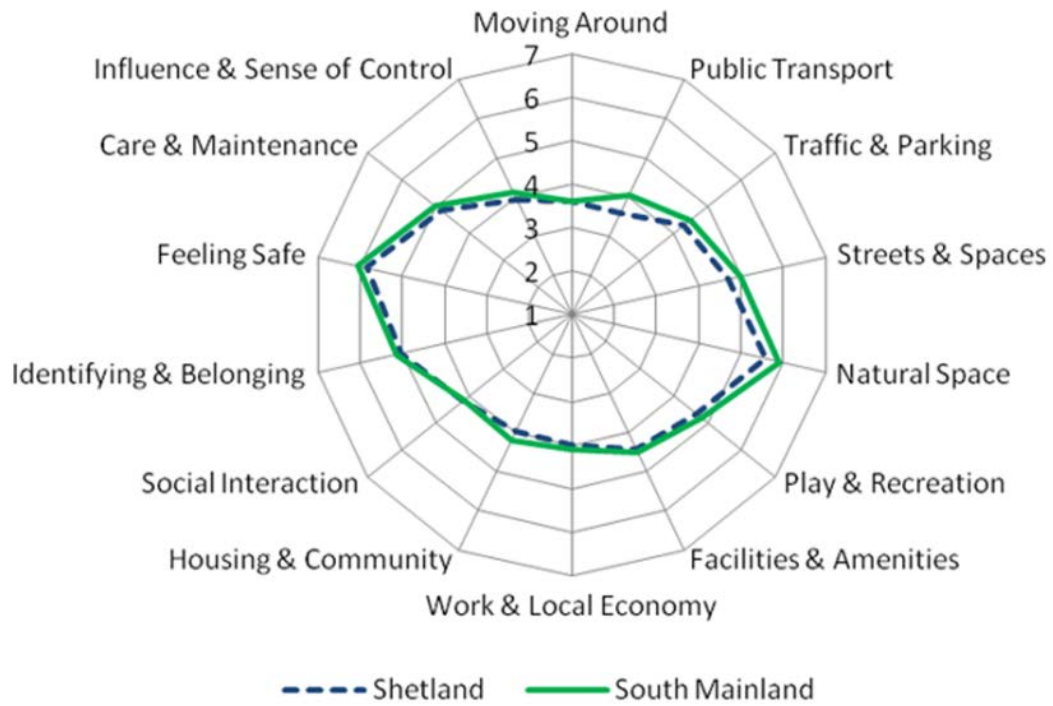 Moving Around
Influence & Sense of Control
Public Transport
Care & Maintenance
Traffic & Parking
Feeling Safe
Streets & Spaces
Identifying & Belonging
Natural Space
Social Interaction
Play & Recreation
Housing & Community
Facilities & Amenities
Work & Local Economy
7
6
5
4
3
2
1
Shetland
South Mainland